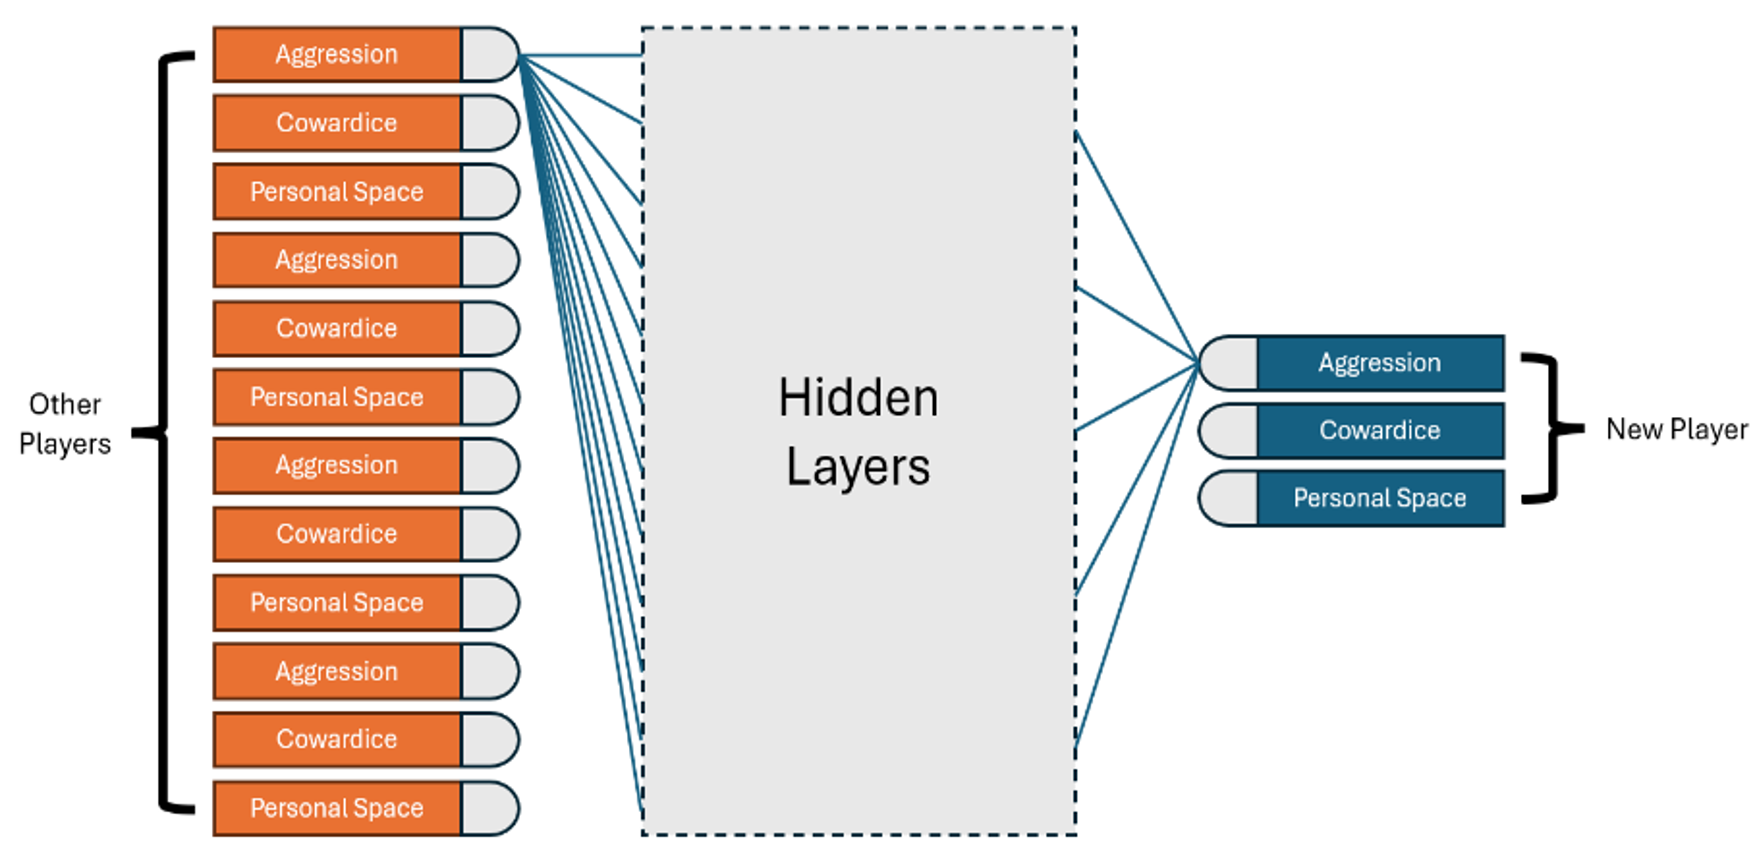 Other
Players
Aggression
Cowardice
Personal Space
Aggression
Cowardice
Personal Space
Aggression
Cowardice
Personal Space
Aggression
Cowardice
Personal Space
Hidden
Layers
Aggression
Cowardice
Personal Space
New Player